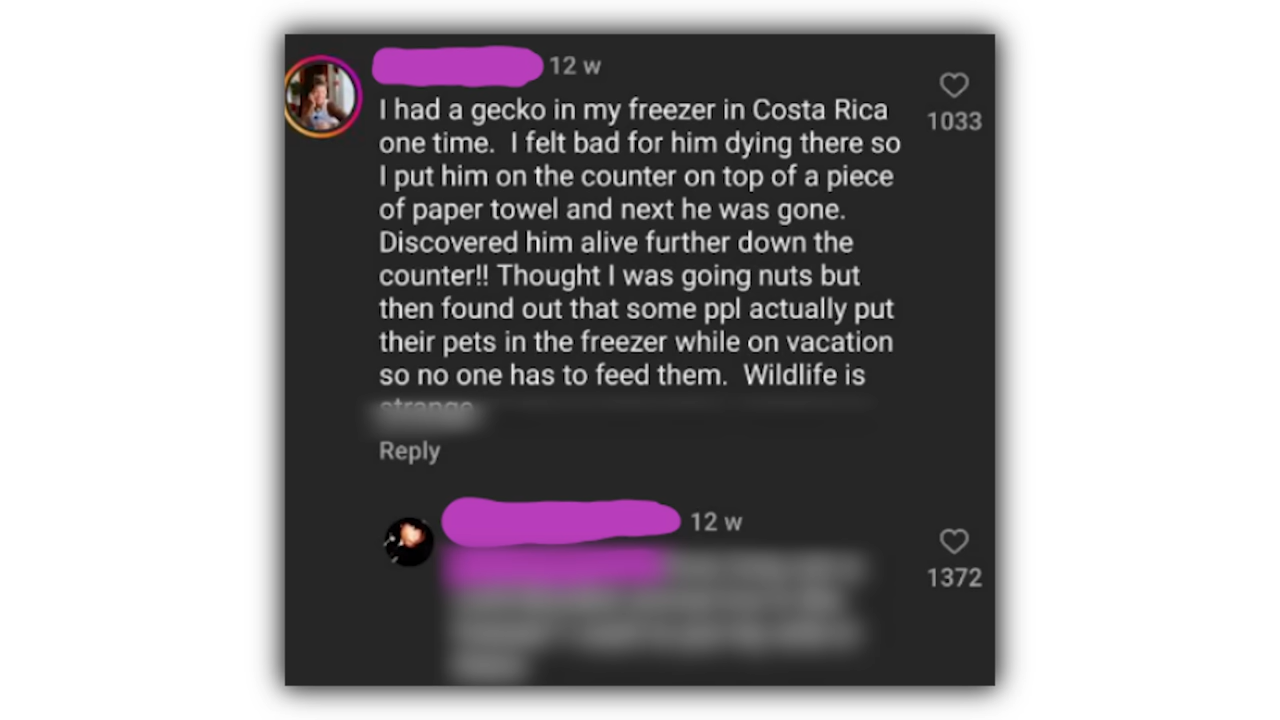 12 w
I had a gecko in my freezer in Costa Rica
1033
one time.  I felt bad for him dying there so
I put him on the counter on top of a piece
of paper towel and next he was gone.
Discovered him alive further down the
counter!! Thought I was going nuts but
then found out that some ppl actually put
their pets in the freezer while on vacation
so no one has to feed them.  Wildlife is
Reply
12 w
1372